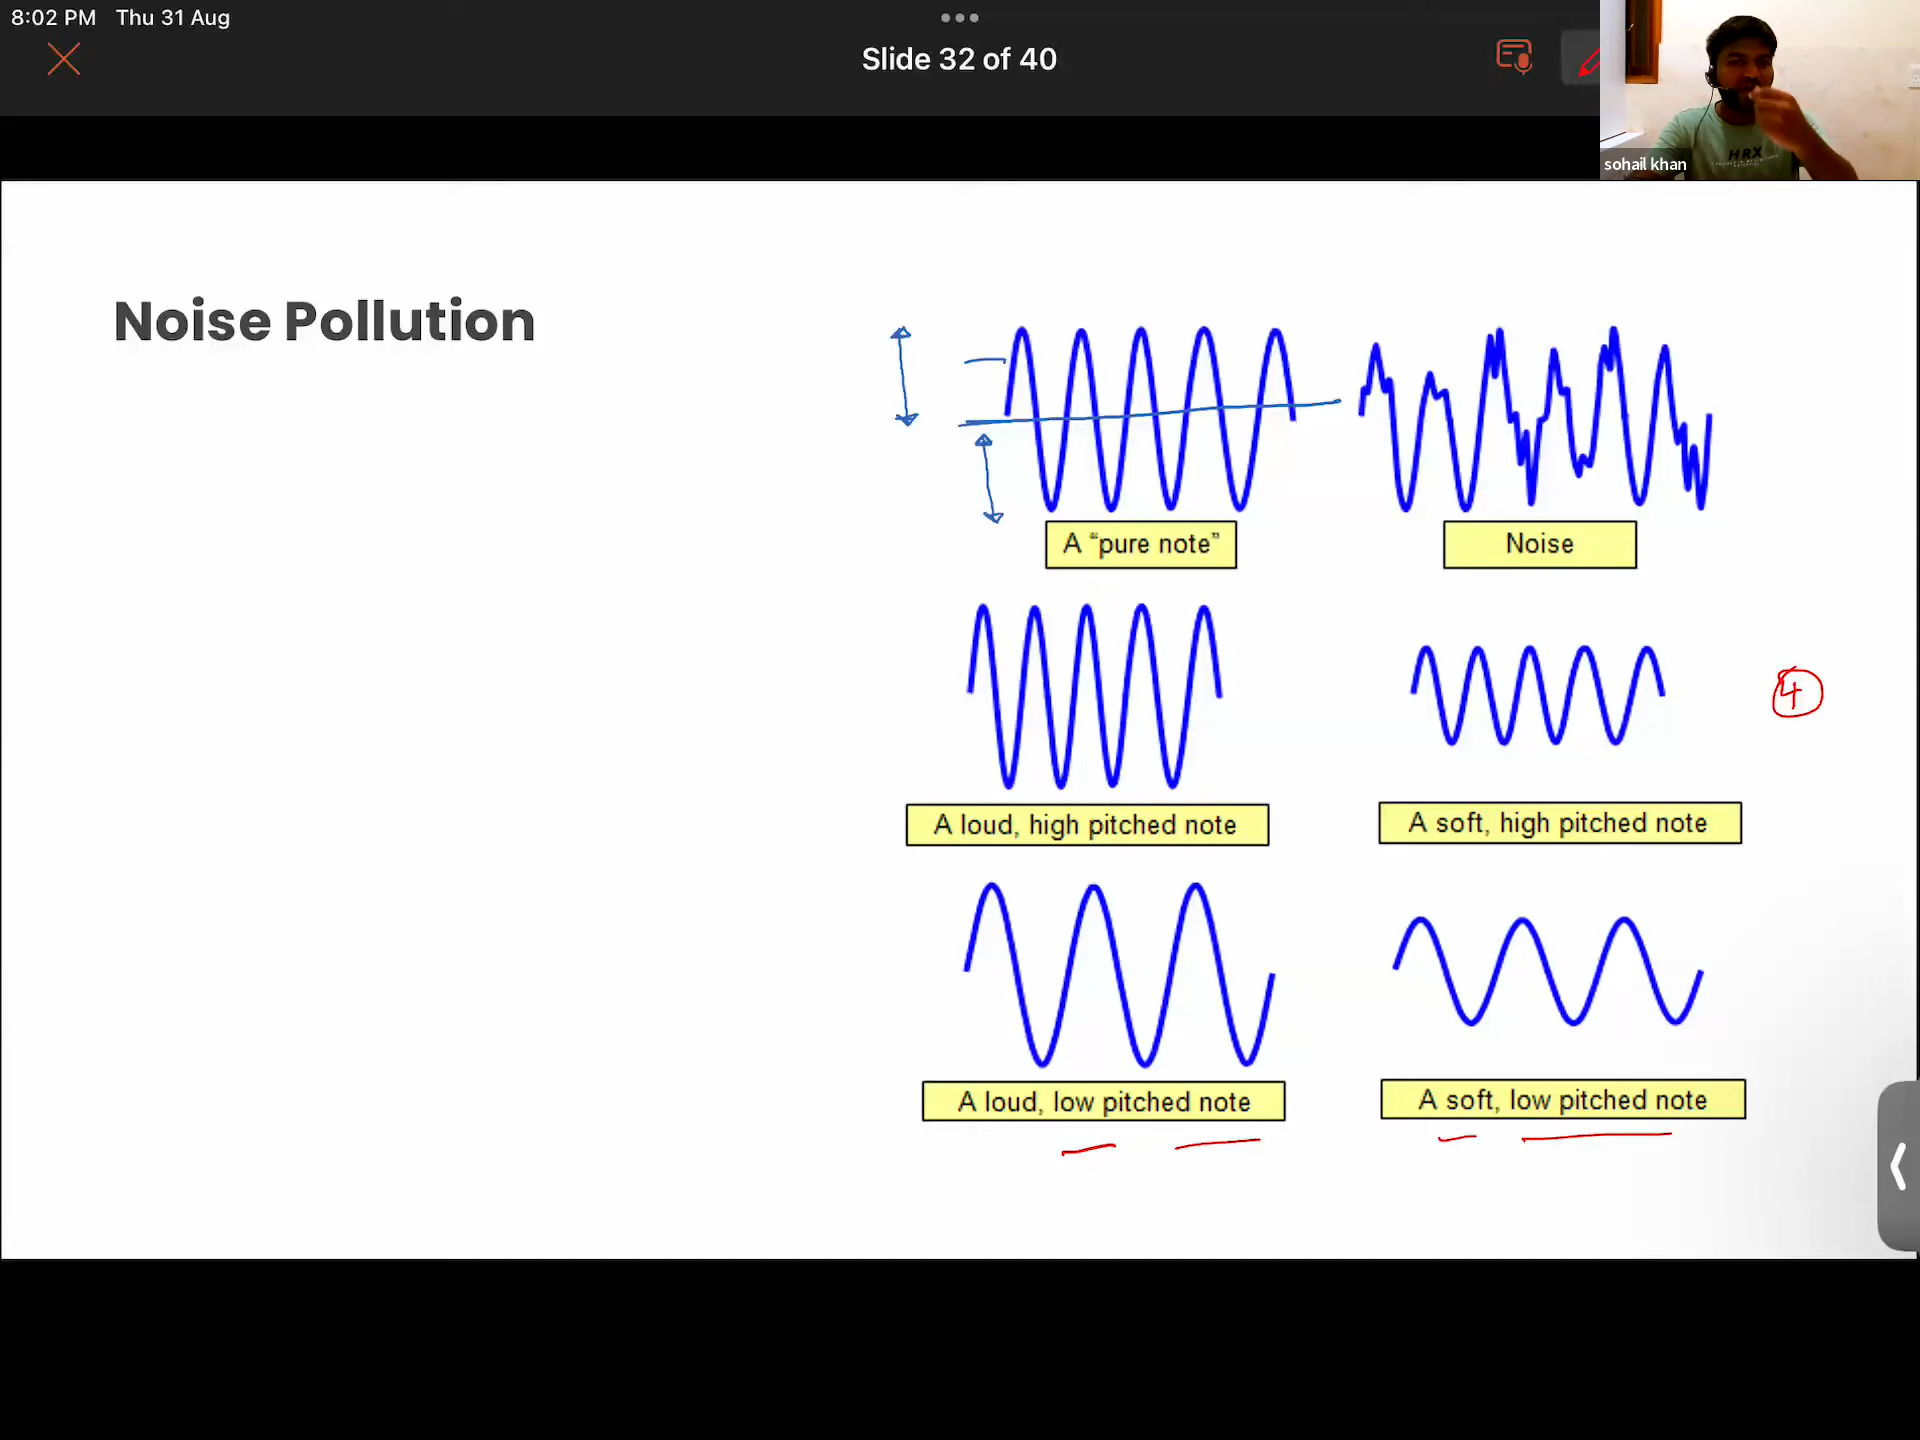 8:02 PM Thu 31 Aug
Slide 32 of 40
HRX
sohail khan
Noise Pollution
A “pure note”
Noise
4
A loud, high pitched note
A soft, high pitched note
A loud, low pitched note
A soft, low pitched note